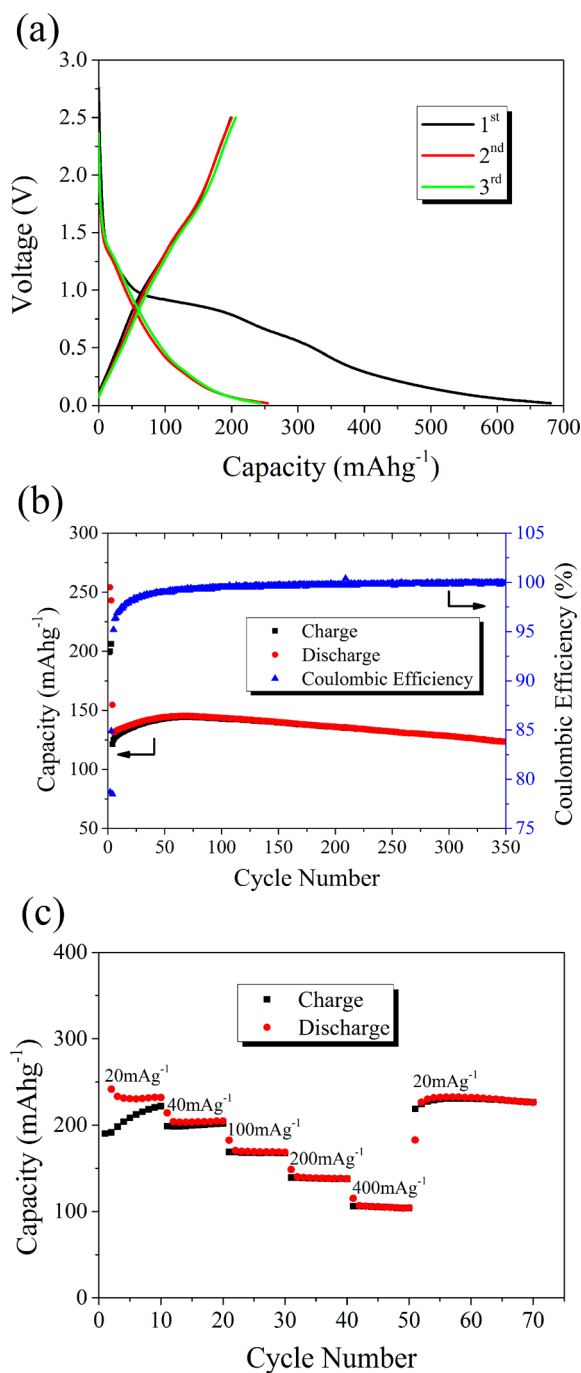 (a)
3.0
2.5
2.0
1.5
1.0
0.5
0.0
Voltage (V)
1st
2nd
3rd
0 100 200 300 400 500 600 700
Capacity (mAhg-1)
(b)
300
250
200
150
100
50
Capacity (mAhg-1)
105
100
95
90
85
80
75
Coulombic Efficiency (%)
Charge
Discharge
Coulombic Efficiency
0 50 100 150 200 250 300 350
Cycle Number
(c)
400
300
200
100
0
Capacity (mAhg-1)
Charge
Discharge
20mAg-1
40mAg-1
100mAg-1
200mAg-1
400mAg-1
20mAg-1
0 10 20 30 40 50 60 70
Cycle Number